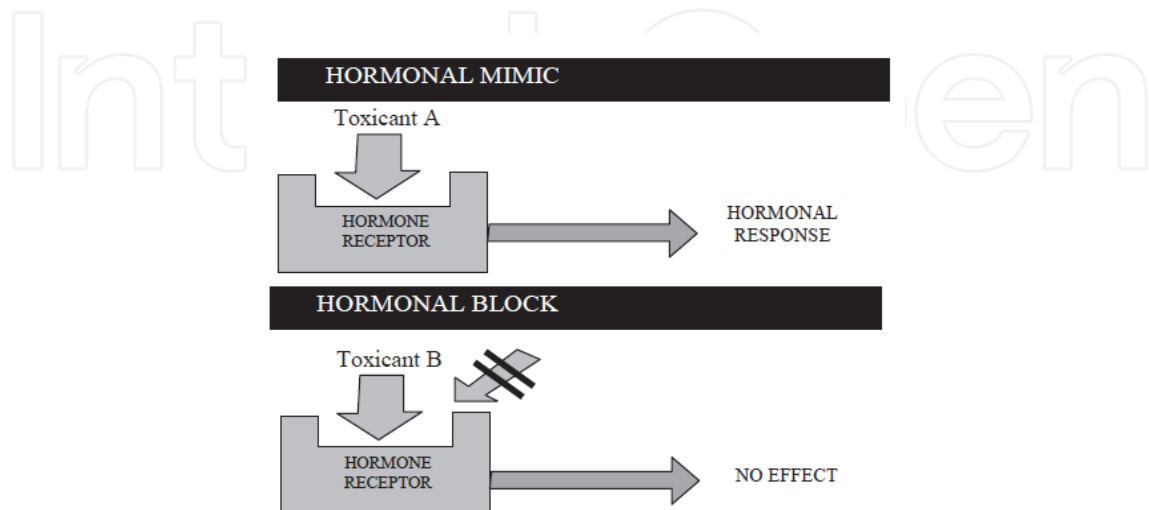 HORMONAL MIMIC
Toxicant A
HORMONE
RECEPTOR
HORMONAL
RESPONSE
HORMONAL BLOCK
Toxicant B
HORMONE
RECEPTOR
NO EFFECT